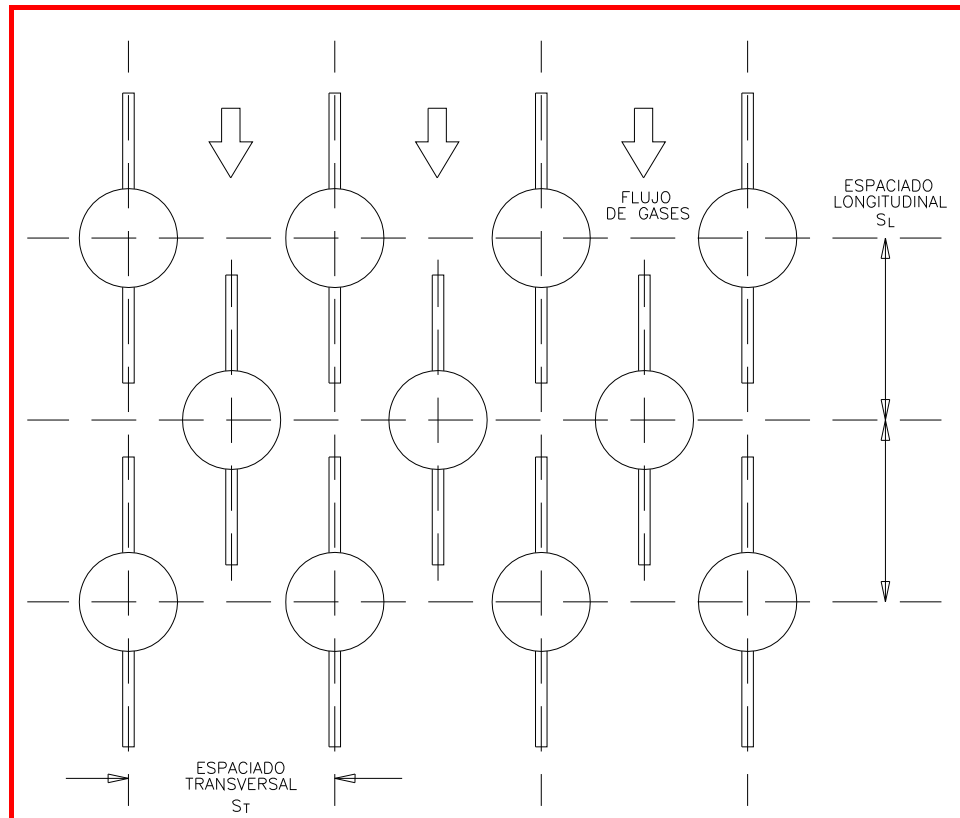 FLUJO
DE GASES
ESPACIADO
LONGITUDINAL
SL
ESPACIADO
TRANSVERSAL
ST